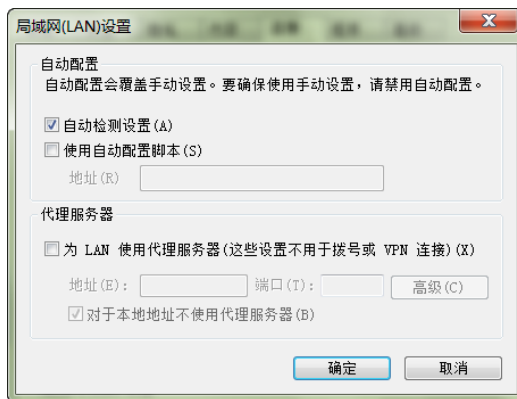 局域网(LAN)设置
自动配置
自动配置会覆盖手动设置。要确保使用手动设置，请禁用自动配置。
自动检测设置(A)
使用自动配置脚本(S)
地址(R)
代理服务器
为 LAN 使用代理服务器(这些设置不用于拨号或 VPN 连接)(X)
地址(E): 端口(T): 高级(C)
对于本地地址不使用代理服务器(B)
确定 取消